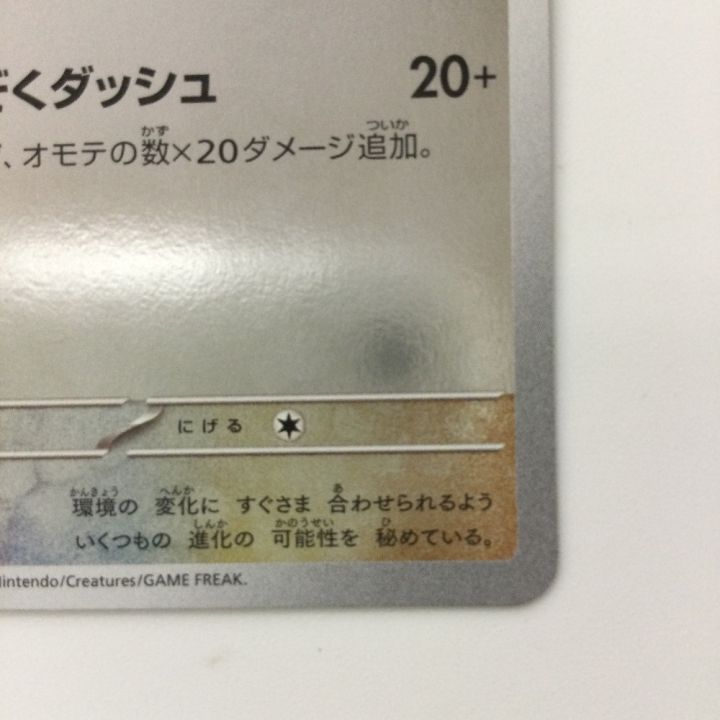 くダッシュ 20+
、オモテの数×20ダメージ追加。
にげる
環境の 変化に すぐさま 合わせられるよう
いくつもの 進化の 可能性を 秘めている。
intendo/Creatures/GAME FREAK.